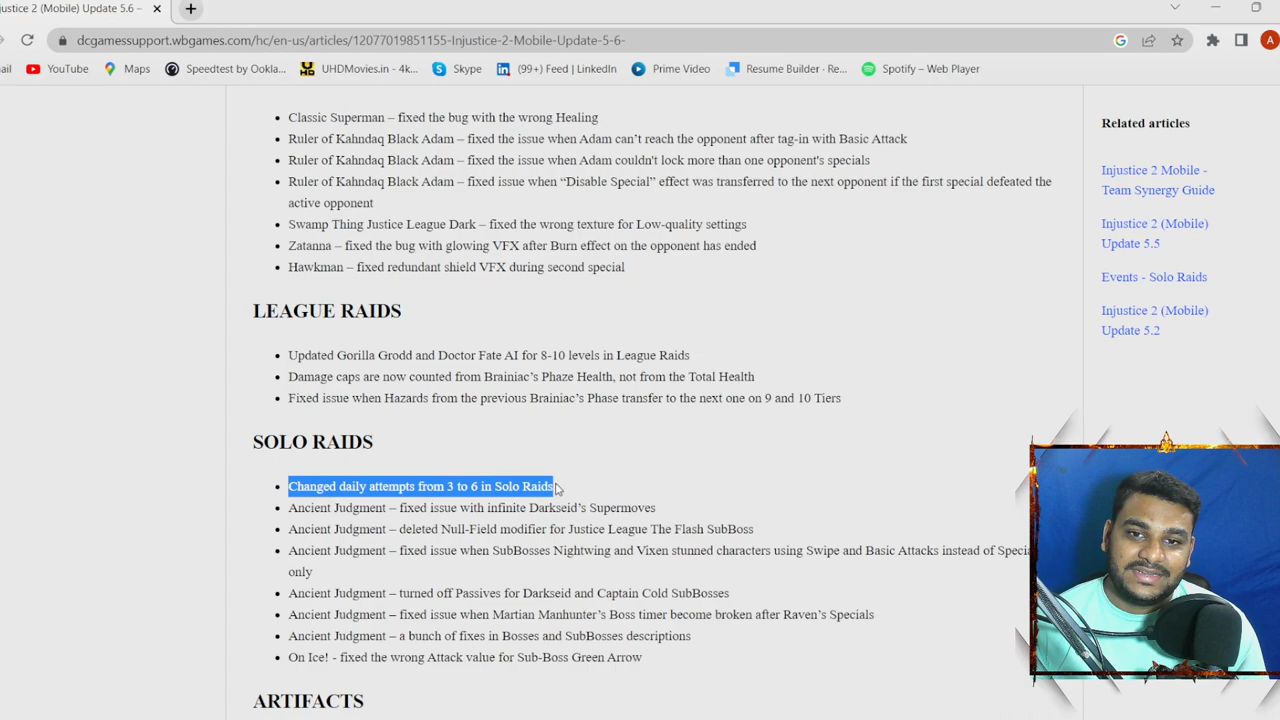 justice 2 (Mobile) Update 5.6 –
dcgamessupport.wbgames.com/hc/en-us/articles/12077019851155-Injustice-2-Mobile-Update-5-6-
A
ail YouTube Maps Speedtest by Ookla... UHDMovies.in - 4k... Skype (99+) Feed | LinkedIn Prime Video Resume Builder · Re... Spotify – Web Player
• Classic Superman – fixed the bug with the wrong Healing
• Ruler of Kahndaq Black Adam – fixed the issue when Adam can't reach the opponent after tag-in with Basic Attack
• Ruler of Kahndaq Black Adam – fixed the issue when Adam couldn't lock more than one opponent's specials
• Ruler of Kahndaq Black Adam – fixed issue when “Disable Special” effect was transferred to the next opponent if the first special defeated the
active opponent
• Swamp Thing Justice League Dark – fixed the wrong texture for Low-quality settings
• Zatanna – fixed the bug with glowing VFX after Burn effect on the opponent has ended
• Hawkman – fixed redundant shield VFX during second special
LEAGUE RAIDS
• Updated Gorilla Grodd and Doctor Fate AI for 8-10 levels in League Raids
• Damage caps are now counted from Brainiac's Phaze Health, not from the Total Health
• Fixed issue when Hazards from the previous Brainiac's Phase transfer to the next one on 9 and 10 Tiers
SOLO RAIDS
• Changed daily attempts from 3 to 6 in Solo Raids
• Ancient Judgment – fixed issue with infinite Darkseid's Supermoves
• Ancient Judgment – deleted Null-Field modifier for Justice League The Flash SubBoss
• Ancient Judgment – fixed issue when SubBosses Nightwing and Vixen stunned characters using Swipe and Basic Attacks instead of Specia
only
• Ancient Judgment – turned off Passives for Darkseid and Captain Cold SubBosses
• Ancient Judgment – fixed issue when Martian Manhunter's Boss timer become broken after Raven's Specials
• Ancient Judgment – a bunch of fixes in Bosses and SubBosses descriptions
• On Ice! - fixed the wrong Attack value for Sub-Boss Green Arrow
ARTIFACTS
Related articles
Injustice 2 Mobile -
Team Synergy Guide
Injustice 2 (Mobile)
Update 5.5
Events - Solo Raids
Injustice 2 (Mobile)
Update 5.2